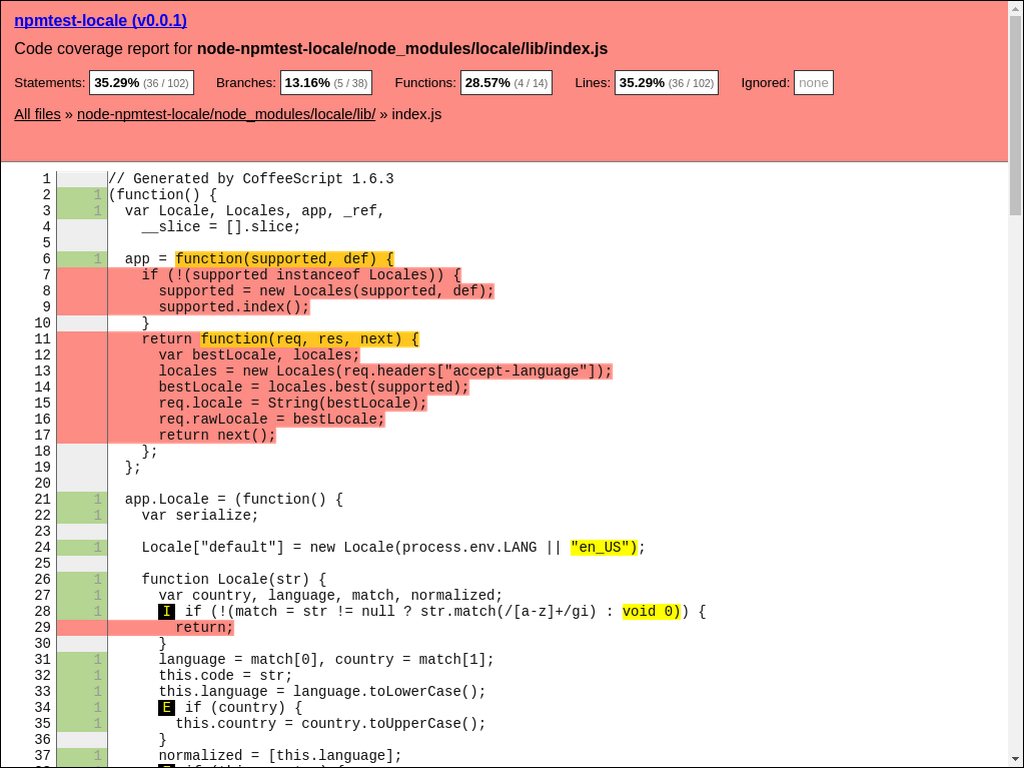 npmtest-locale (v0.0.1)
Code coverage report for node-npmtest-locale/node_modules/locale/lib/index.js
Statements: 35.29% (36 / 102) Branches: 13.16% (5 / 38) Functions: 28.57% (4 / 14) Lines: 35.29% (36 / 102) Ignored: none
All files » node-npmtest-locale/node_modules/locale/lib/ » index.js
1 // Generated by CoffeeScript 1.6.3
2 1 (function() {
3 1 var Locale, Locales, app, _ref,
4 __slice = [].slice;
5
6 1 app = function(supported, def) {
7 if (!(supported instanceof Locales)) {
8 supported = new Locales(supported, def);
9 supported.index();
10 }
11 return function(req, res, next) {
12 var bestLocale, locales;
13 locales = new Locales(req.headers["accept-language"]);
14 bestLocale = locales.best(supported);
15 req.locale = String(bestLocale);
16 req.rawLocale = bestLocale;
17 return next();
18 };
19 };
20
21 1 app.Locale = (function() {
22 1 var serialize;
23
24 1 Locale["default"] = new Locale(process.env.LANG || "en_US");
25
26 1 function Locale(str) {
27 1 var country, language, match, normalized;
28 1 I if (!(match = str != null ? str.match(/[a-z]+/gi) : void 0)) {
29 return;
30 }
31 1 language = match[0], country = match[1];
32 1 this.code = str;
33 1 this.language = language.toLowerCase();
34 1 E if (country) {
35 1 this.country = country.toUpperCase();
36 }
37 1 normalized = [this.language];